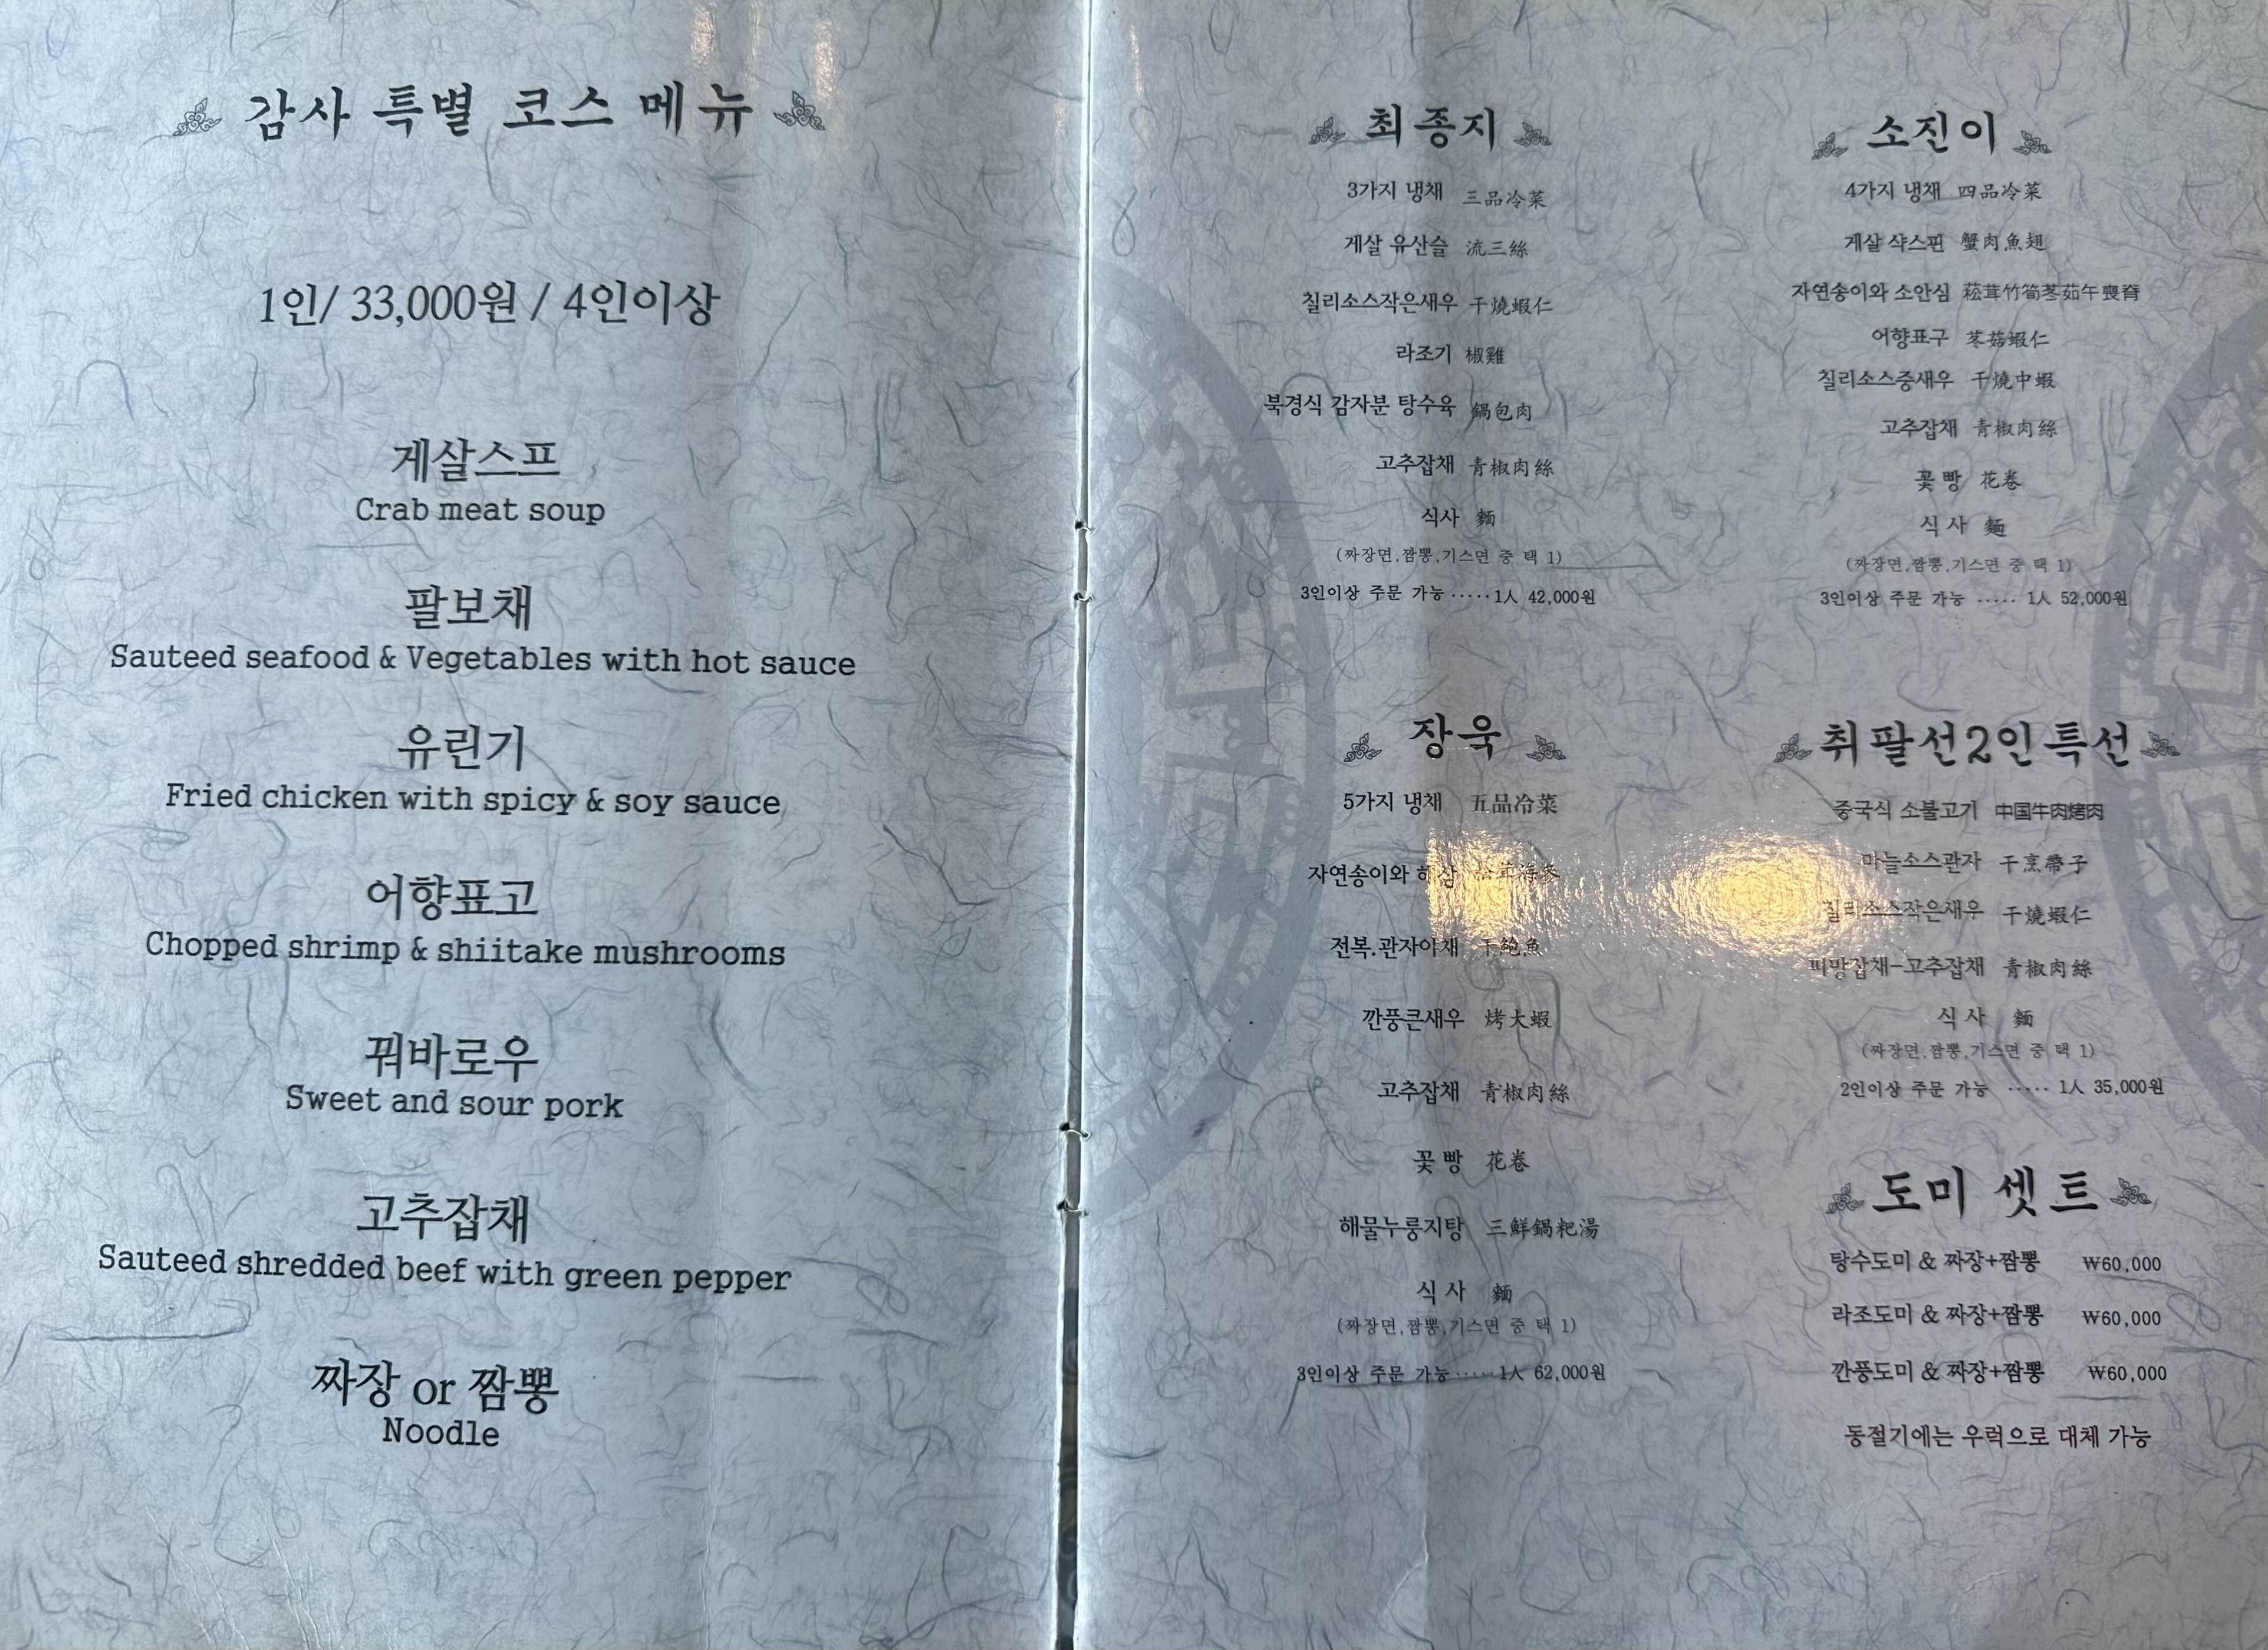 감사 특별 코스 메뉴
1인/ 33,000원 / 4인이상
게살스프
Crab meat soup
팔보채
Sauteed seafood & Vegetables with hot sauce
유린기
Fried chicken with spicy & soy sauce
어향표고
Chopped shrimp & shiitake mushrooms
꿔바로우
Sweet and sour pork
고추잡채
Sauteed shredded beef with green pepper
짜장 or 짬뽕
Noodle
최종지
3가지 냉채 三品冷菜
게살 유산슬 流三絲
칠리소스작은새우 干燒蝦仁
라조기 椒雞
북경식 감자분 탕수육 鍋包肉
고추잡채 青椒肉絲
식사 麵
(짜장면,짬뽕,기스면 중 택 1)
3인이상 주문 가능 ····· 1人 42,000원
소진이
4가지 냉채 四品冷菜
게살 샥스핀 蟹肉魚翅
자연송이와 소안심 菘茸竹筍苳茹午喪脊
어향표구 苳菇蝦仁
칠리소스중새우 干燒中蝦
고추잡채 青椒肉絲
꽃빵 花卷
식사 麵
(짜장면,짬뽕,기스면 중 택 1)
3인이상 주문 가능 ····· 1人 52,000원
장욱
5가지 냉채 五品冷菜
자연송이와 해삼
전복.관자야채 干鮑魚
깐풍큰새우 烤大蝦
고추잡채 青椒肉絲
꽃빵 花卷
해물누룽지탕 三鮮鍋粑湯
식사 麵
(짜장면,짬뽕,기스면 중 택 1)
3인이상 주문 가능 ····· 1人 62,000원
취팔선2인특선
중국식 소불고기 中国牛肉烤肉
마늘소스관자 干烹帶子
칠리소스작은새우 干燒蝦仁
피망잡채-고추잡채 青椒肉絲
식사 麵
(짜장면,짬뽕,기스면 중 택 1)
2인이상 주문 가능 ····· 1人 35,000원
도미 셋트
탕수도미 & 짜장+짬뽕 ₩60,000
라조도미 & 짜장+짬뽕 ₩60,000
깐풍도미 & 짜장+짬뽕 ₩60,000
동절기에는 우럭으로 대체 가능